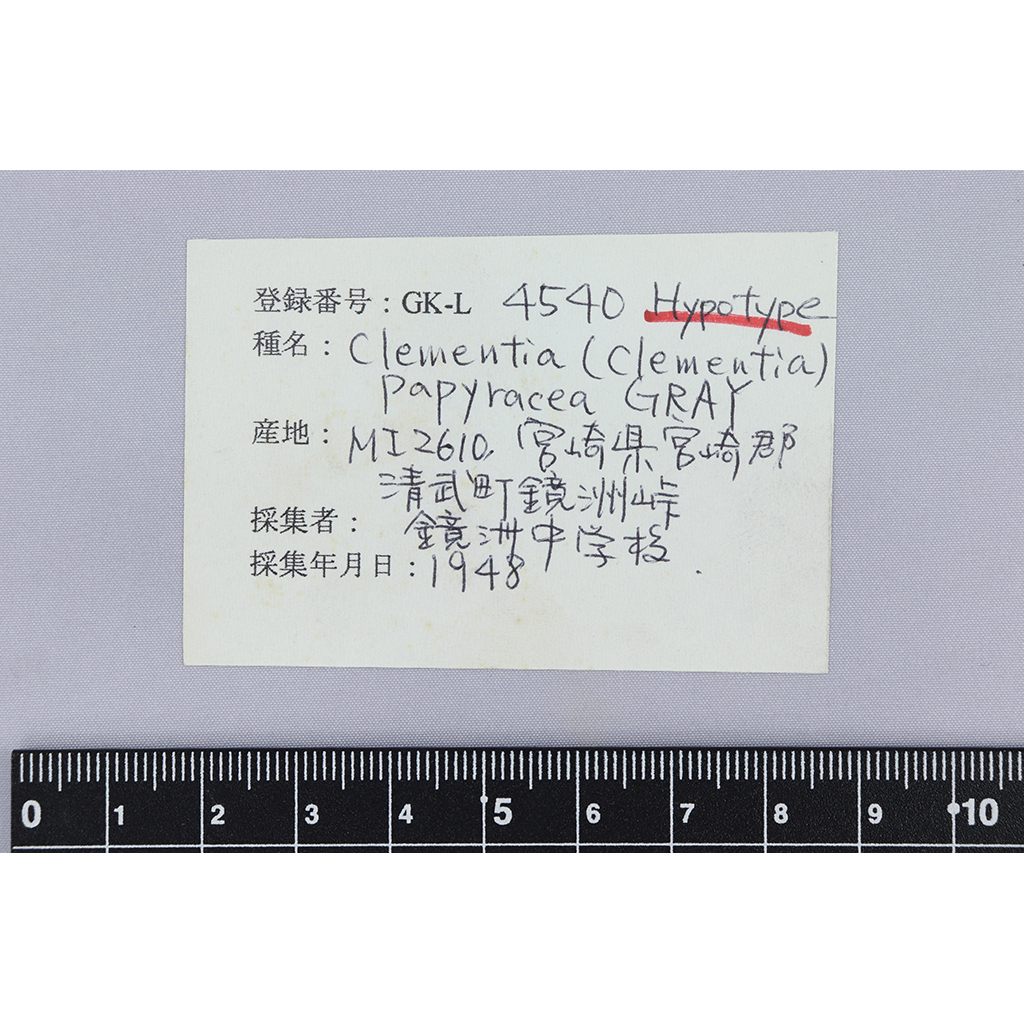 登録番号：GK-L 4540 Hypotype
種名：Clementia (Clementia)
papyracea GRAY
産地：MI2610, 宮崎県宮崎郡
清武町鏡洲峠
採集者：鏡洲中学校
採集年月日：1948
0 1 2 3 4 5 6 7 8 9 10